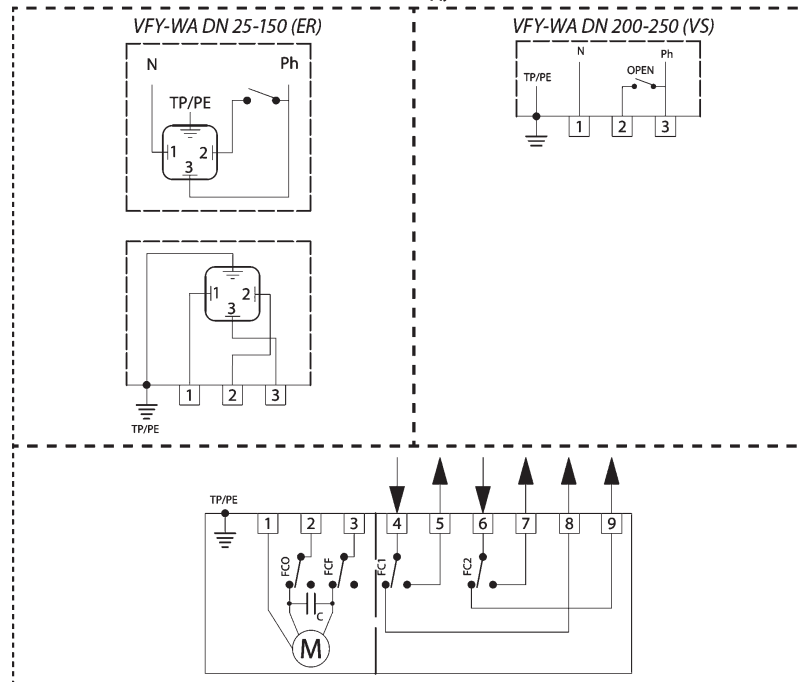 VFY-WA DN 25-150 (ER)
N
Ph
TP/PE
1
2
3
1
2
3
1
2
3
TP/PE
VFY-WA DN 200-250 (VS)
N
Ph
TP/PE
OPEN
1
2
3
TP/PE
1
2
3
4
5
6
7
8
9
FCO
FCF
FC1
FC2
C
M